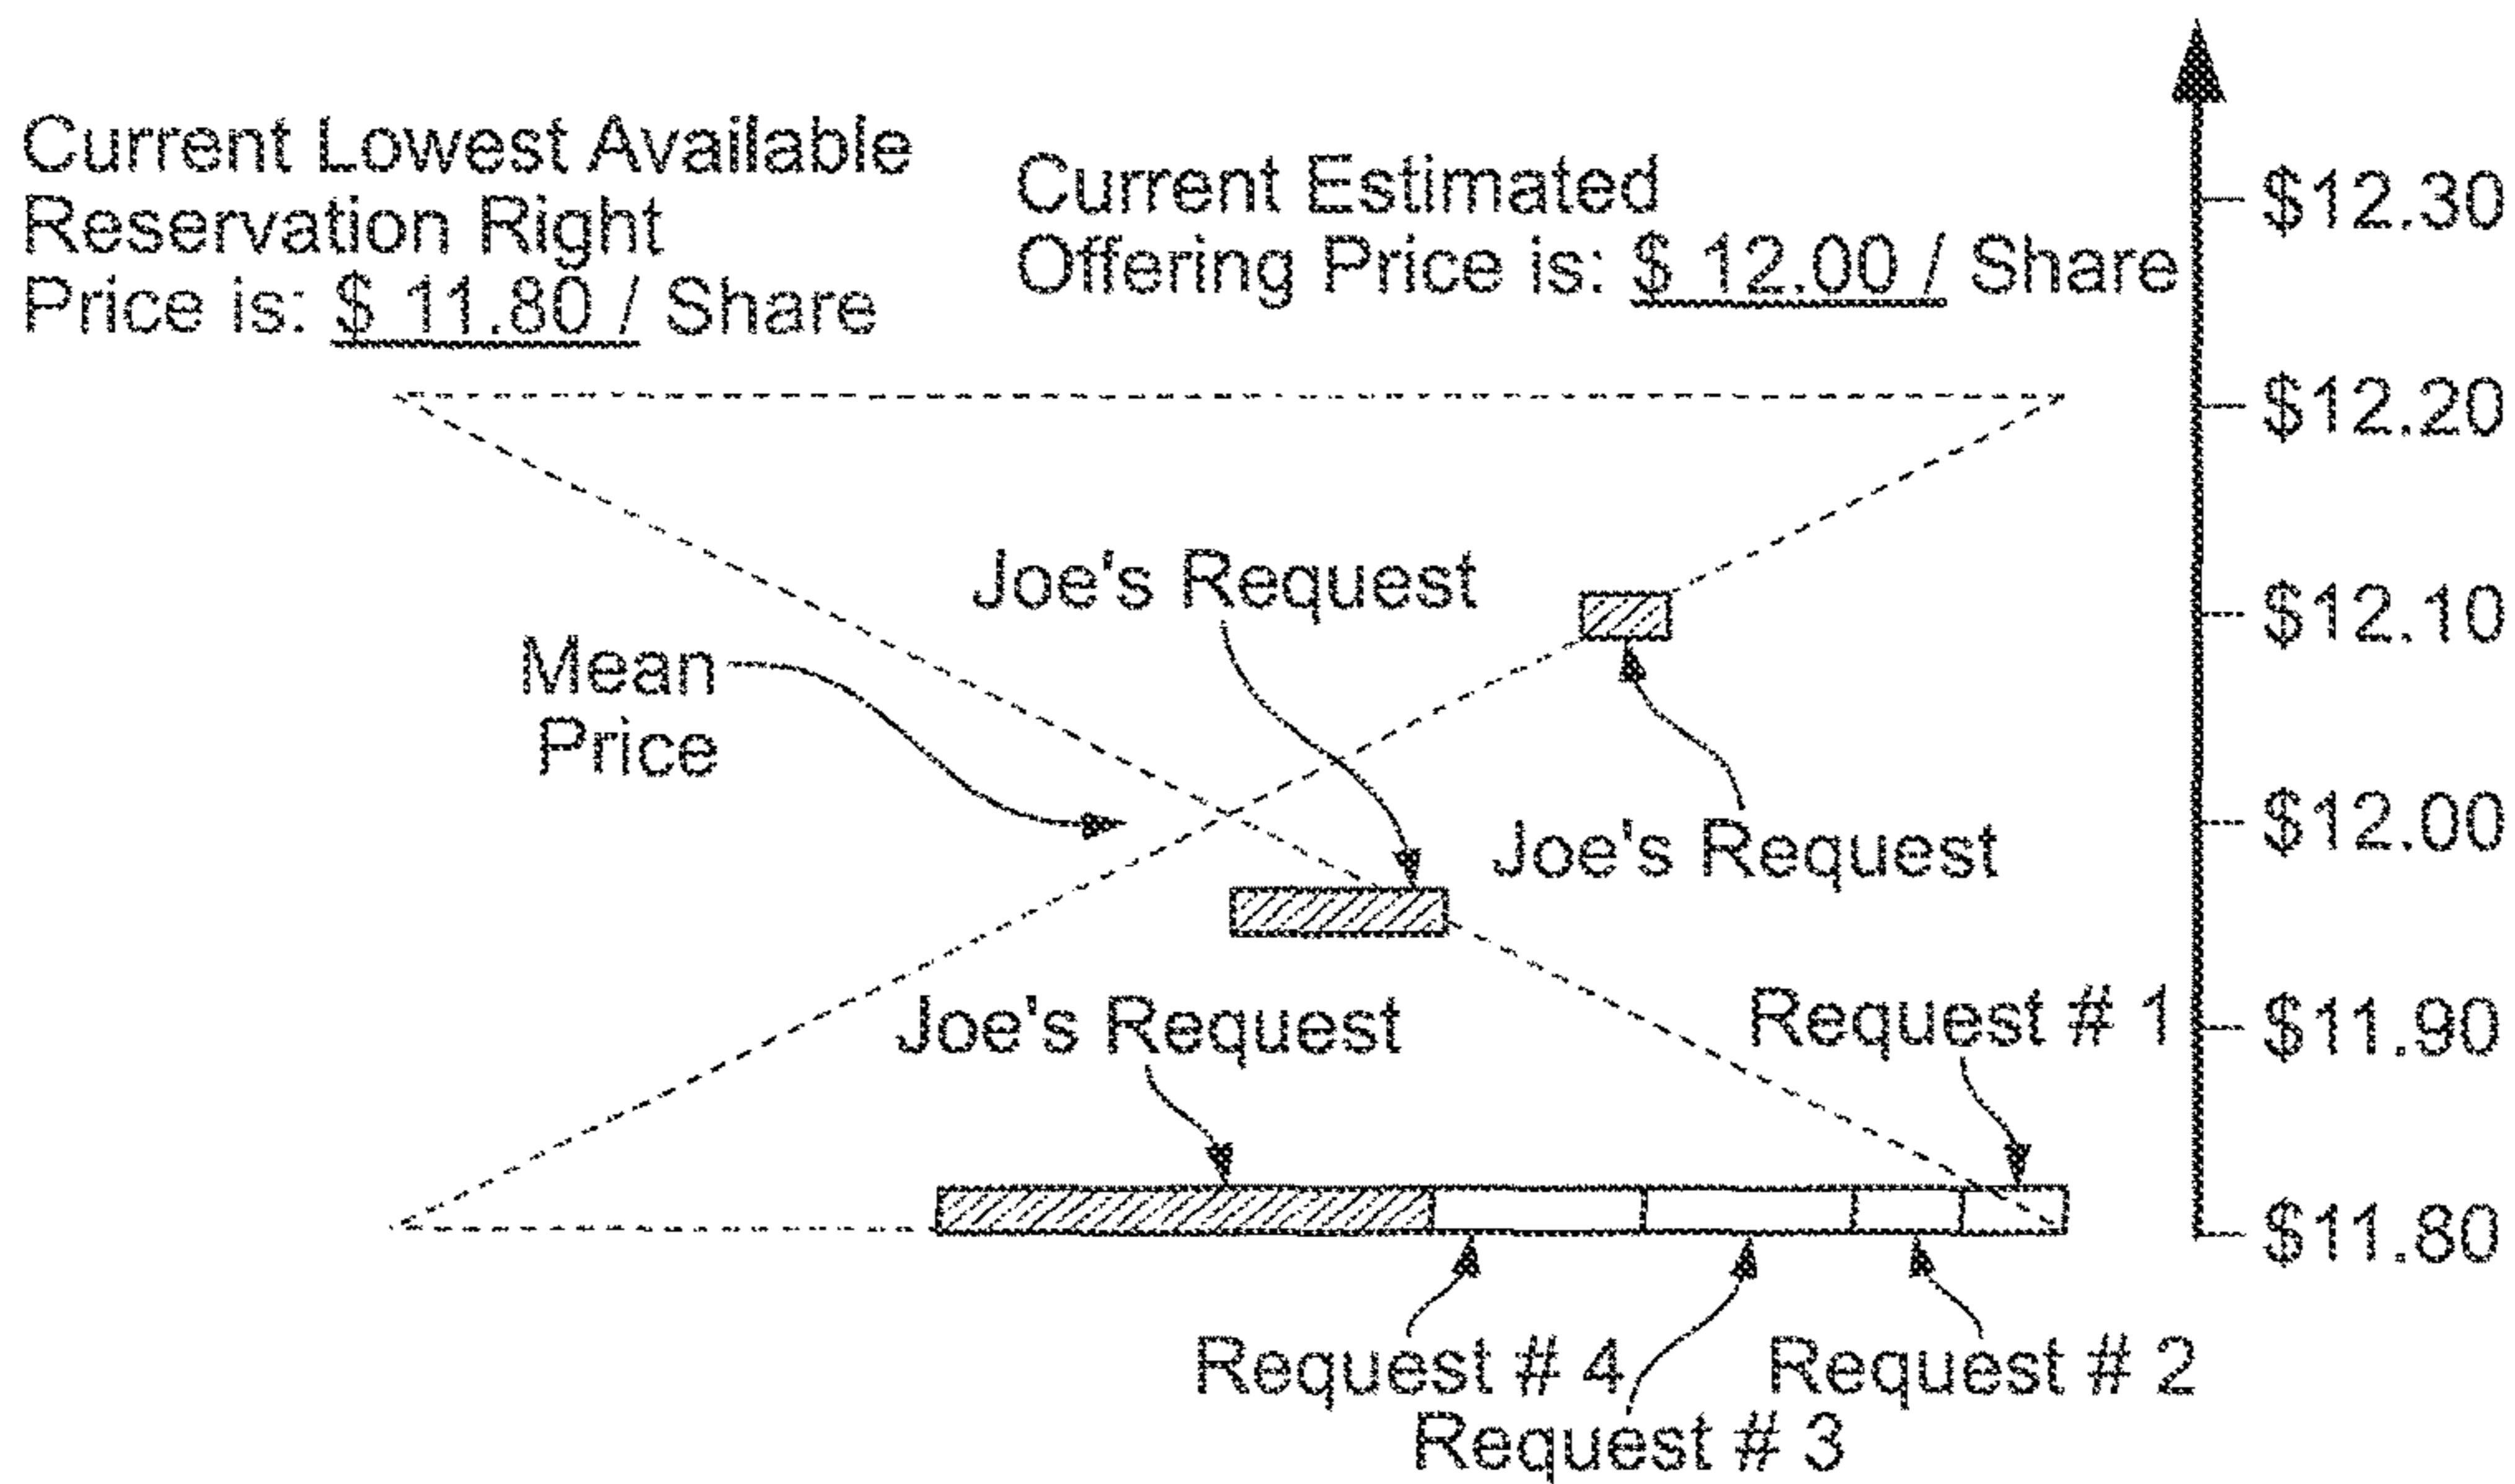 Current Lowest Available
Reservation Right
Price is: $ 11.80 / Share
Current Estimated
Offering Price is: $ 12.00 / Share
$12.30
$12.20
Joe's Request
$12.10
Mean
Price
Joe's Request
$12.00
Joe's Request
Request # 1
$11.90
$11.80
Request # 4
Request # 2
Request # 3